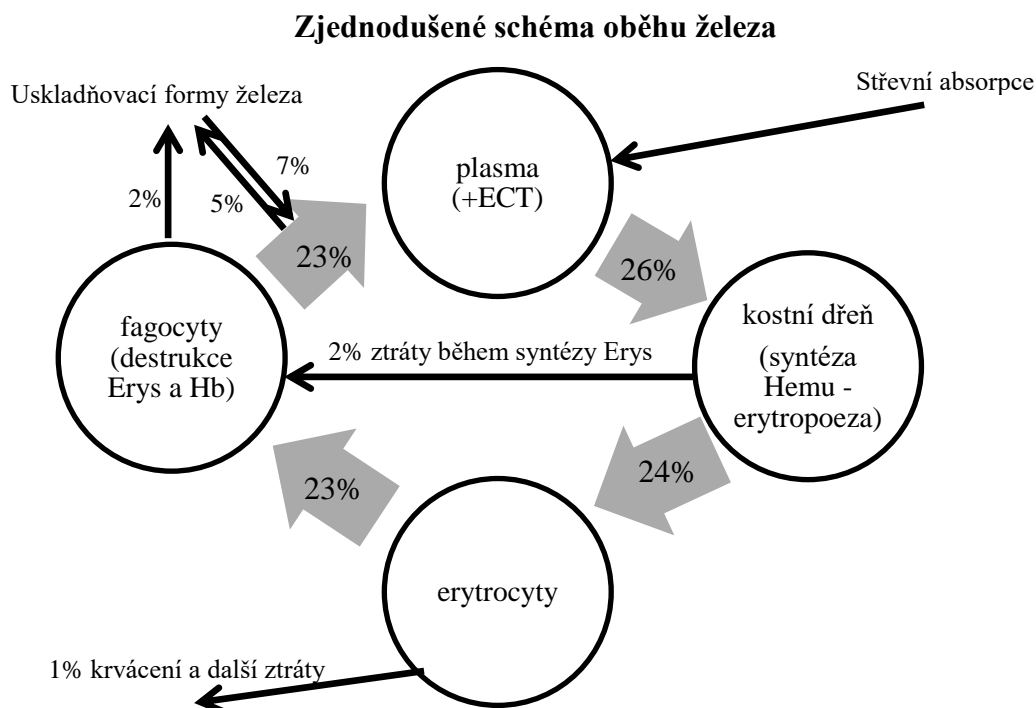 Zjednodušené schéma oběhu železa
Uskladňovací formy železa
Střevní absorpce
plasma
(+ECT)
7%
2%
5%
23%
26%
fagocyty
(destrukce
Erys a Hb)
2% ztráty během syntézy Erys
kostní dřeň
(syntéza
Hemu -
erytropoeza)
23%
24%
erytrocyty
1% krvácení a další ztráty